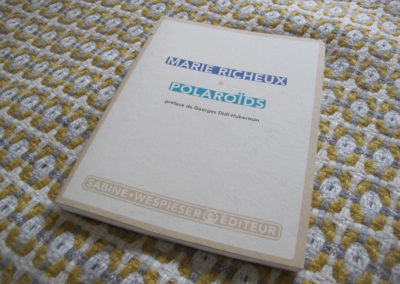 MARIE RICHEUX
POLAROÏDS
préface de Georges Didi-Huberman
SABINE WESPIESER ÉDITEUR